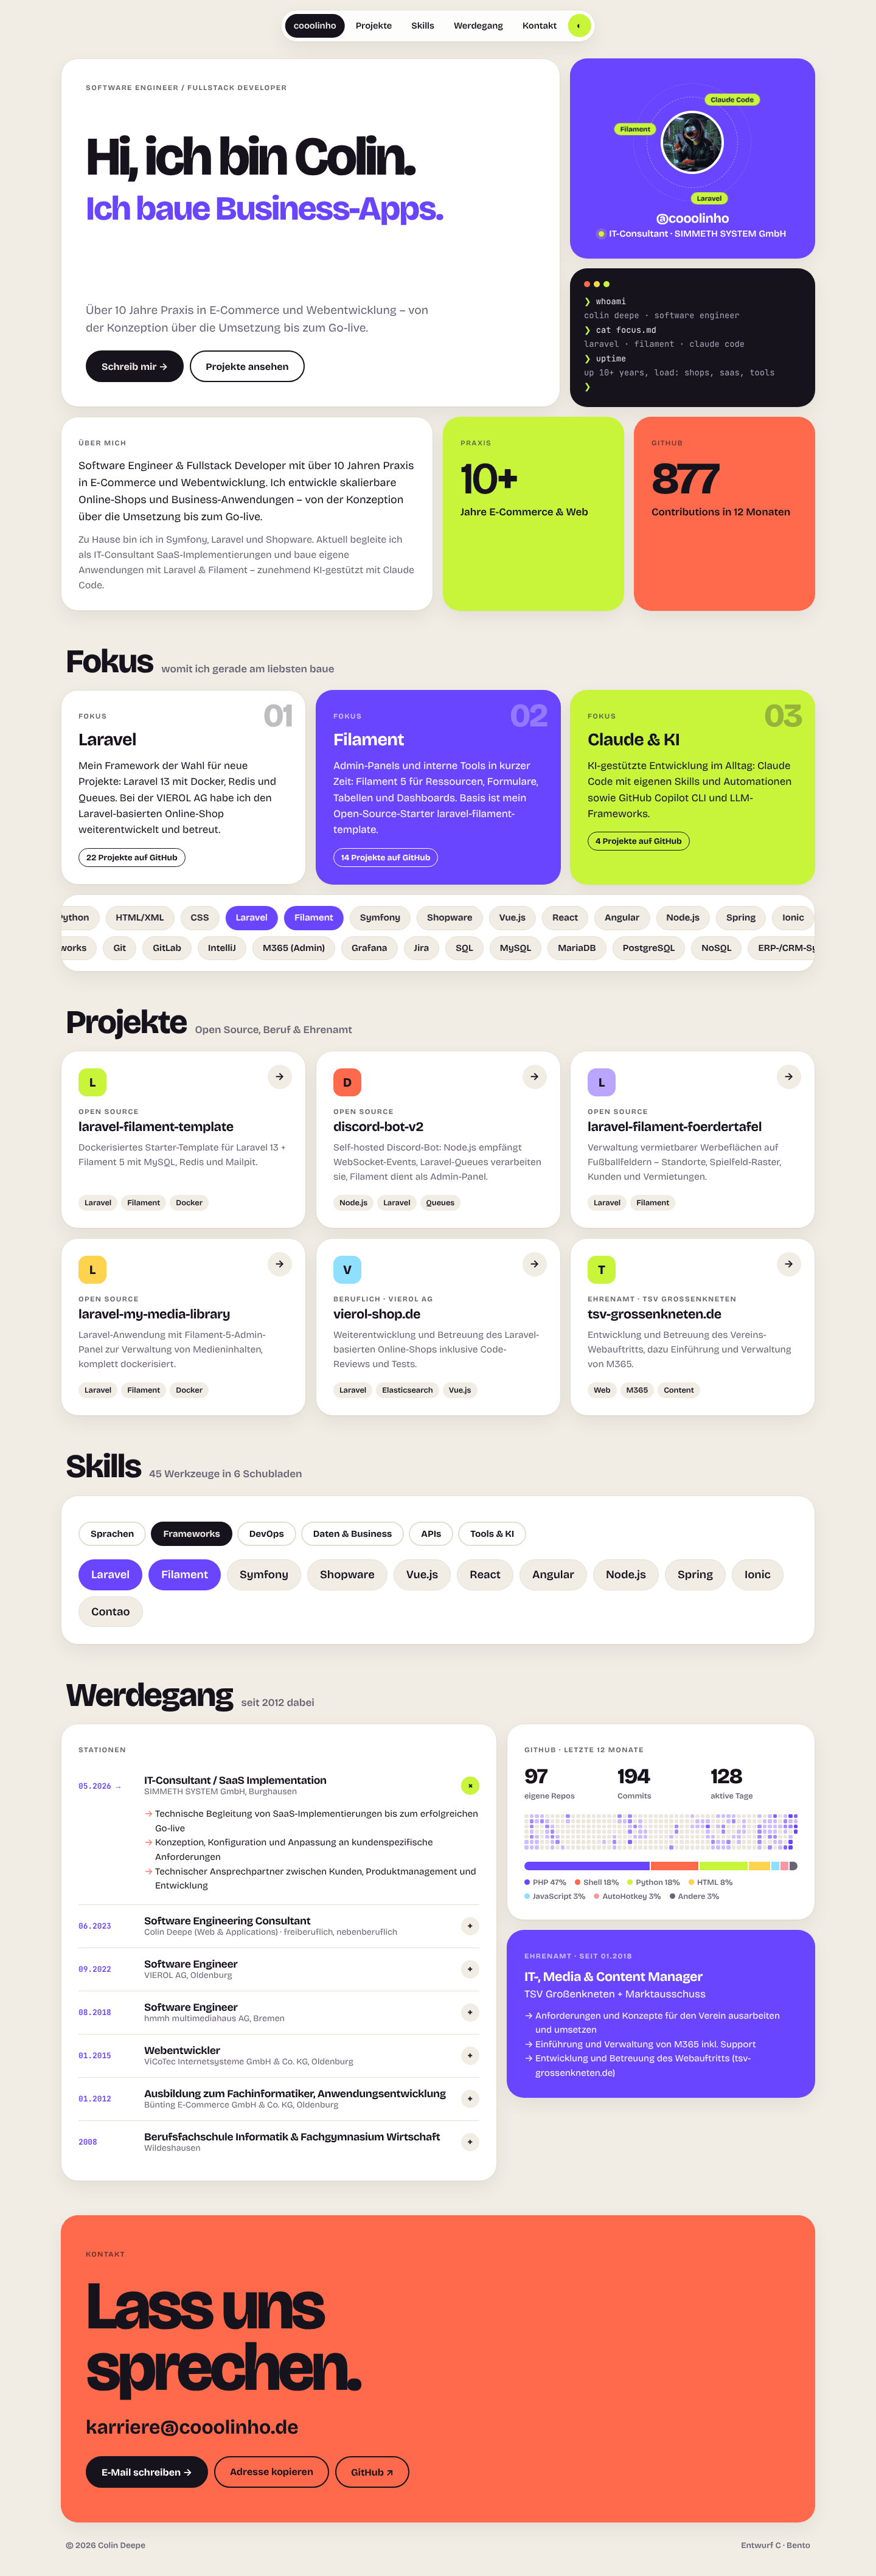 cooolinho Projekte Skills Werdegang Kontakt
SOFTWARE ENGINEER / FULLSTACK DEVELOPER
Hi, ich bin Colin.
Ich baue Business-Apps.
Über 10 Jahre Praxis in E-Commerce und Webentwicklung – von
der Konzeption über die Umsetzung bis zum Go-live.
Schreib mir → Projekte ansehen
Claude Code
Filament
Laravel
@cooolinho
IT-Consultant · SIMMETH SYSTEM GmbH
❯ whoami
colin deepe · software engineer
❯ cat focus.md
laravel · filament · claude code
❯ uptime
up 10+ years, load: shops, saas, tools
❯
ÜBER MICH
Software Engineer & Fullstack Developer mit über 10 Jahren Praxis
in E-Commerce und Webentwicklung. Ich entwickle skalierbare
Online-Shops und Business-Anwendungen – von der Konzeption
über die Umsetzung bis zum Go-live.
Zu Hause bin ich in Symfony, Laravel und Shopware. Aktuell begleite ich
als IT-Consultant SaaS-Implementierungen und baue eigene
Anwendungen mit Laravel & Filament – zunehmend KI-gestützt mit Claude
Code.
PRAXIS
10+
Jahre E-Commerce & Web
GITHUB
877
Contributions in 12 Monaten
Fokus womit ich gerade am liebsten baue
FOKUS
01
Laravel
Mein Framework der Wahl für neue
Projekte: Laravel 13 mit Docker, Redis und
Queues. Bei der VIEROL AG habe ich den
Laravel-basierten Online-Shop
weiterentwickelt und betreut.
22 Projekte auf GitHub
FOKUS
02
Filament
Admin-Panels und interne Tools in kurzer
Zeit: Filament 5 für Ressourcen, Formulare,
Tabellen und Dashboards. Basis ist mein
Open-Source-Starter laravel-filament-
template.
14 Projekte auf GitHub
FOKUS
03
Claude & KI
KI-gestützte Entwicklung im Alltag: Claude
Code mit eigenen Skills und Automationen
sowie GitHub Copilot CLI und LLM-
Frameworks.
4 Projekte auf GitHub
ython HTML/XML CSS Laravel Filament Symfony Shopware Vue.js React Angular Node.js Spring Ionic
works Git GitLab IntelliJ M365 (Admin) Grafana Jira SQL MySQL MariaDB PostgreSQL NoSQL ERP-/CRM-Sy
Projekte Open Source, Beruf & Ehrenamt
L
→
OPEN SOURCE
laravel-filament-template
Dockerisiertes Starter-Template für Laravel 13 +
Filament 5 mit MySQL, Redis und Mailpit.
Laravel Filament Docker
D
→
OPEN SOURCE
discord-bot-v2
Self-hosted Discord-Bot: Node.js empfängt
WebSocket-Events, Laravel-Queues verarbeiten
sie, Filament dient als Admin-Panel.
Node.js Laravel Queues
L
→
OPEN SOURCE
laravel-filament-foerdertafel
Verwaltung vermietbarer Werbeflächen auf
Fußballfeldern – Standorte, Spielfeld-Raster,
Kunden und Vermietungen.
Laravel Filament
L
→
OPEN SOURCE
laravel-my-media-library
Laravel-Anwendung mit Filament-5-Admin-
Panel zur Verwaltung von Medieninhalten,
komplett dockerisiert.
Laravel Filament Docker
V
→
BERUFLICH · VIEROL AG
vierol-shop.de
Weiterentwicklung und Betreuung des Laravel-
basierten Online-Shops inklusive Code-
Reviews und Tests.
Laravel Elasticsearch Vue.js
T
→
EHRENAMT · TSV GROSSENKNETEN
tsv-grossenkneten.de
Entwicklung und Betreuung des Vereins-
Webauftritts, dazu Einführung und Verwaltung
von M365.
Web M365 Content
Skills 45 Werkzeuge in 6 Schubladen
Sprachen Frameworks DevOps Daten & Business APIs Tools & KI
Laravel Filament Symfony Shopware Vue.js React Angular Node.js Spring Ionic
Contao
Werdegang seit 2012 dabei
STATIONEN
05.2026 → IT-Consultant / SaaS Implementation
SIMMETH SYSTEM GmbH, Burghausen
→ Technische Begleitung von SaaS-Implementierungen bis zum erfolgreichen
Go-live
→ Konzeption, Konfiguration und Anpassung an kundenspezifische
Anforderungen
→ Technischer Ansprechpartner zwischen Kunden, Produktmanagement und
Entwicklung
06.2023 Software Engineering Consultant +
Colin Deepe (Web & Applications) · freiberuflich, nebenberuflich
09.2022 Software Engineer +
VIEROL AG, Oldenburg
08.2018 Software Engineer +
hmmh multimediahaus AG, Bremen
01.2015 Webentwickler +
ViCoTec Internetsysteme GmbH & Co. KG, Oldenburg
01.2012 Ausbildung zum Fachinformatiker, Anwendungsentwicklung +
Bünting E-Commerce GmbH & Co. KG, Oldenburg
2008 Berufsfachschule Informatik & Fachgymnasium Wirtschaft +
Wildeshausen
GITHUB · LETZTE 12 MONATE
97 194 128
eigene Repos Commits aktive Tage
PHP 47% Shell 18% Python 18% HTML 8%
JavaScript 3% AutoHotkey 3% Andere 3%
EHRENAMT · SEIT 01.2018
IT-, Media & Content Manager
TSV Großenkneten + Marktausschuss
→ Anforderungen und Konzepte für den Verein ausarbeiten
und umsetzen
→ Einführung und Verwaltung von M365 inkl. Support
→ Entwicklung und Betreuung des Webauftritts (tsv-
grossenkneten.de)
KONTAKT
Lass uns
sprechen.
karriere@cooolinho.de
E-Mail schreiben → Adresse kopieren GitHub ↗
© 2026 Colin Deepe
Entwurf C · Bento